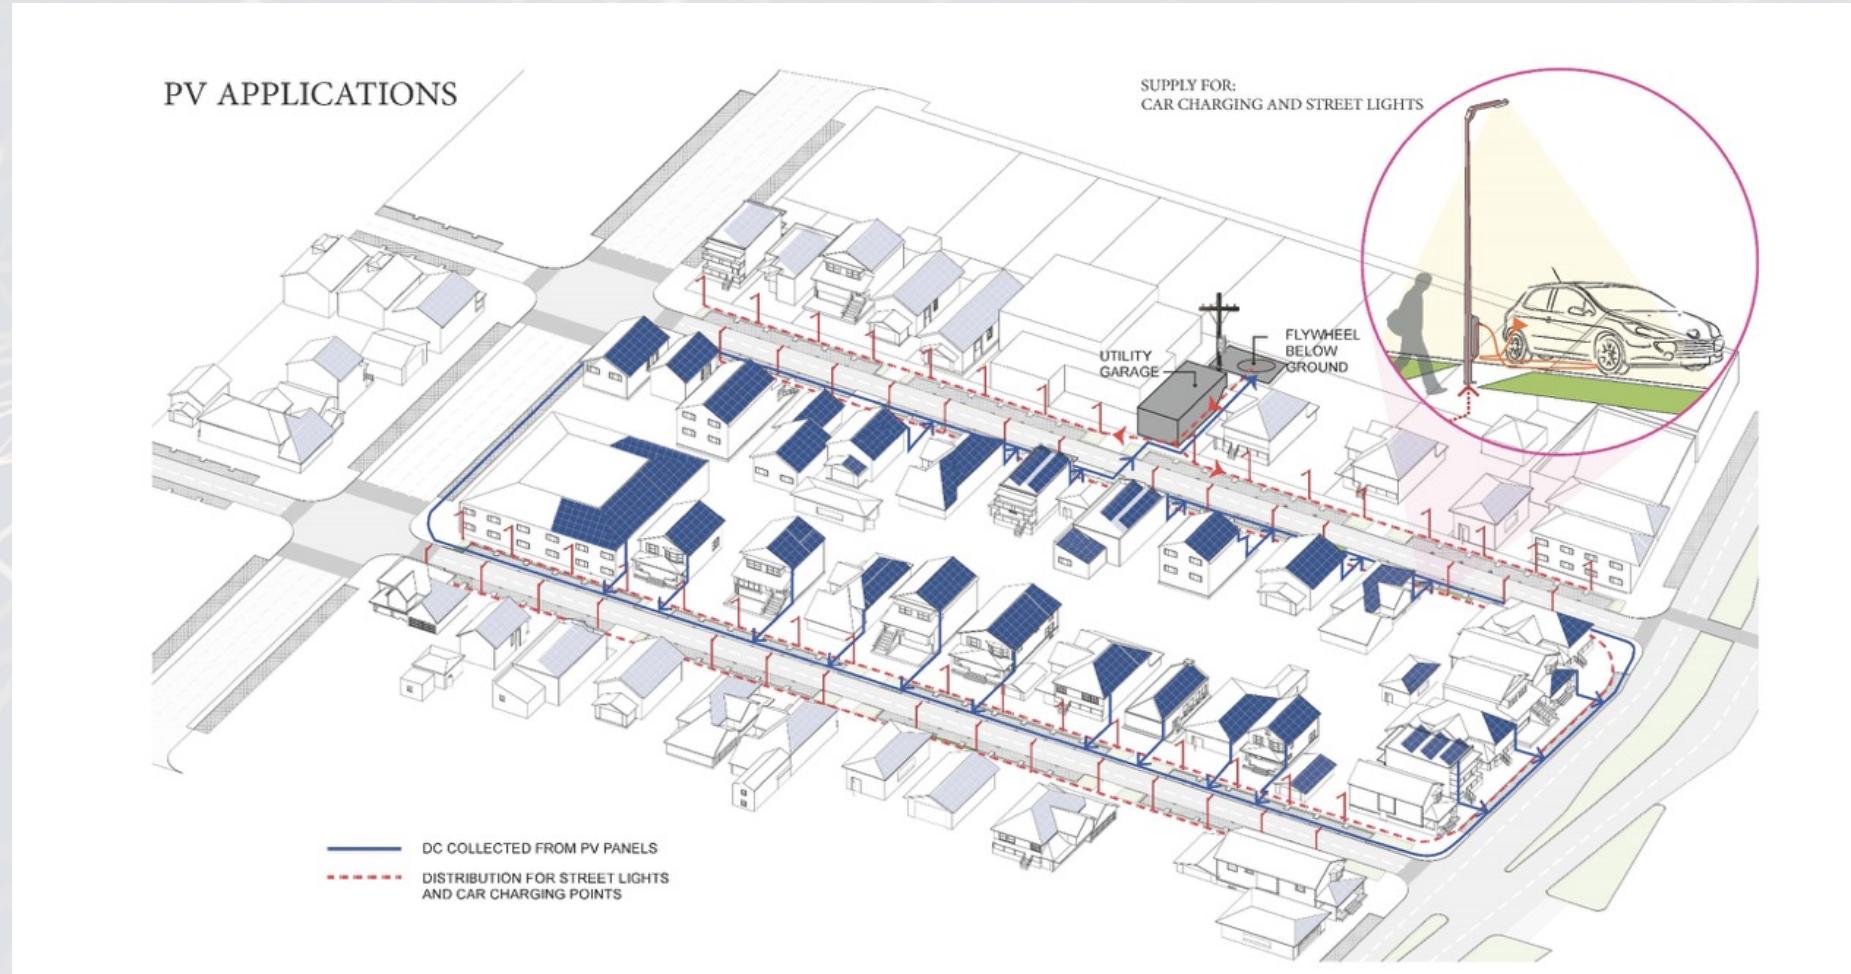 PV APPLICATIONS
SUPPLY FOR:
CAR CHARGING AND STREET LIGHTS
UTILITY
GARAGE
FLYWHEEL
BELOW
GROUND
DC COLLECTED FROM PV PANELS
DISTRIBUTION FOR STREET LIGHTS
AND CAR CHARGING POINTS